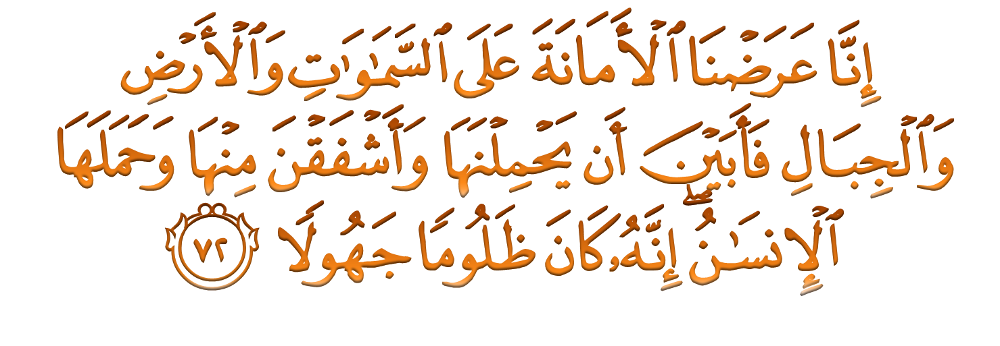 إِنَّا عَرَضْنَا ٱلْأَمَانَةَ عَلَى ٱلسَّمَـٰوَٰتِ وَٱلْأَرْضِ
وَٱلْجِبَالِ فَأَبَيْنَ أَن يَحْمِلْنَهَا وَأَشْفَقْنَ مِنْهَا وَحَمَلَهَا
ٱلْإِنسَـٰنُ ۖ إِنَّهُۥ كَانَ ظَلُومًا جَهُولًا ٧٢